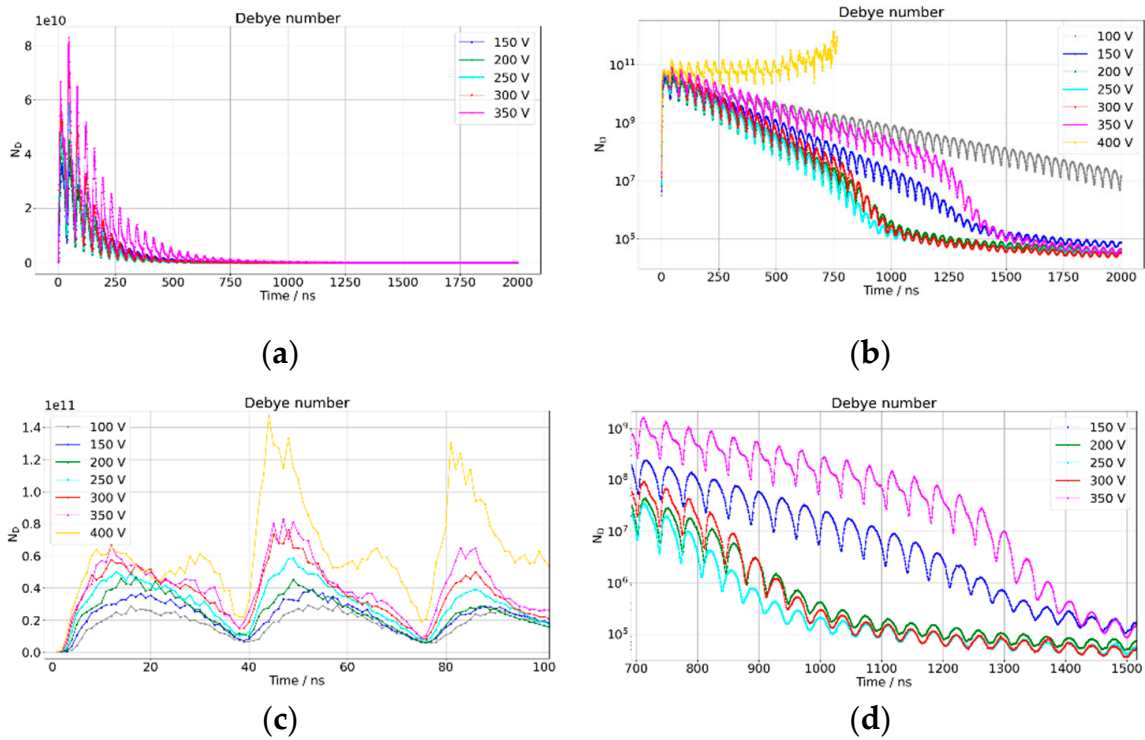 Debye number
1e10
8
6
4
2
0
N_D
150 V
200 V
250 V
300 V
350 V
0 250 500 750 1000 1250 1500 1750 2000
Time / ns
(a)
Debye number
10^11
10^9
10^7
10^5
N_D
100 V
150 V
200 V
250 V
300 V
350 V
400 V
0 250 500 750 1000 1250 1500 1750 2000
Time / ns
(b)
Debye number
1e11
1.4
1.2
1.0
0.8
0.6
0.4
0.2
0.0
N_D
100 V
150 V
200 V
250 V
300 V
350 V
400 V
0 20 40 60 80 100
Time / ns
(c)
Debye number
10^9
10^8
10^7
10^6
10^5
N_D
150 V
200 V
250 V
300 V
350 V
700 800 900 1000 1100 1200 1300 1400 1500
Time / ns
(d)